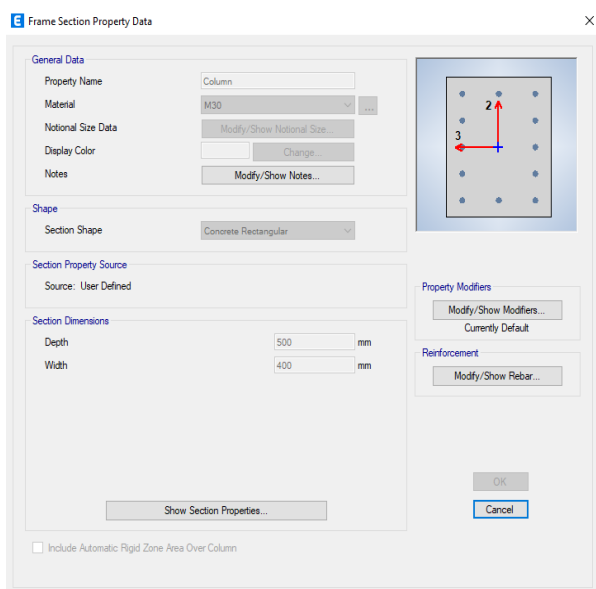 E Frame Section Property Data
General Data
Property Name Column
Material M30 ...
Notional Size Data Modify/Show Notional Size...
Display Color Change...
Notes Modify/Show Notes...
2
3
Shape
Section Shape Concrete Rectangular
Section Property Source
Source: User Defined
Property Modifiers
Modify/Show Modifiers...
Currently Default
Section Dimensions
Depth 500 mm
Width 400 mm
Reinforcement
Modify/Show Rebar...
Show Section Properties...
OK
Cancel
Include Automatic Rigid Zone Area Over Column